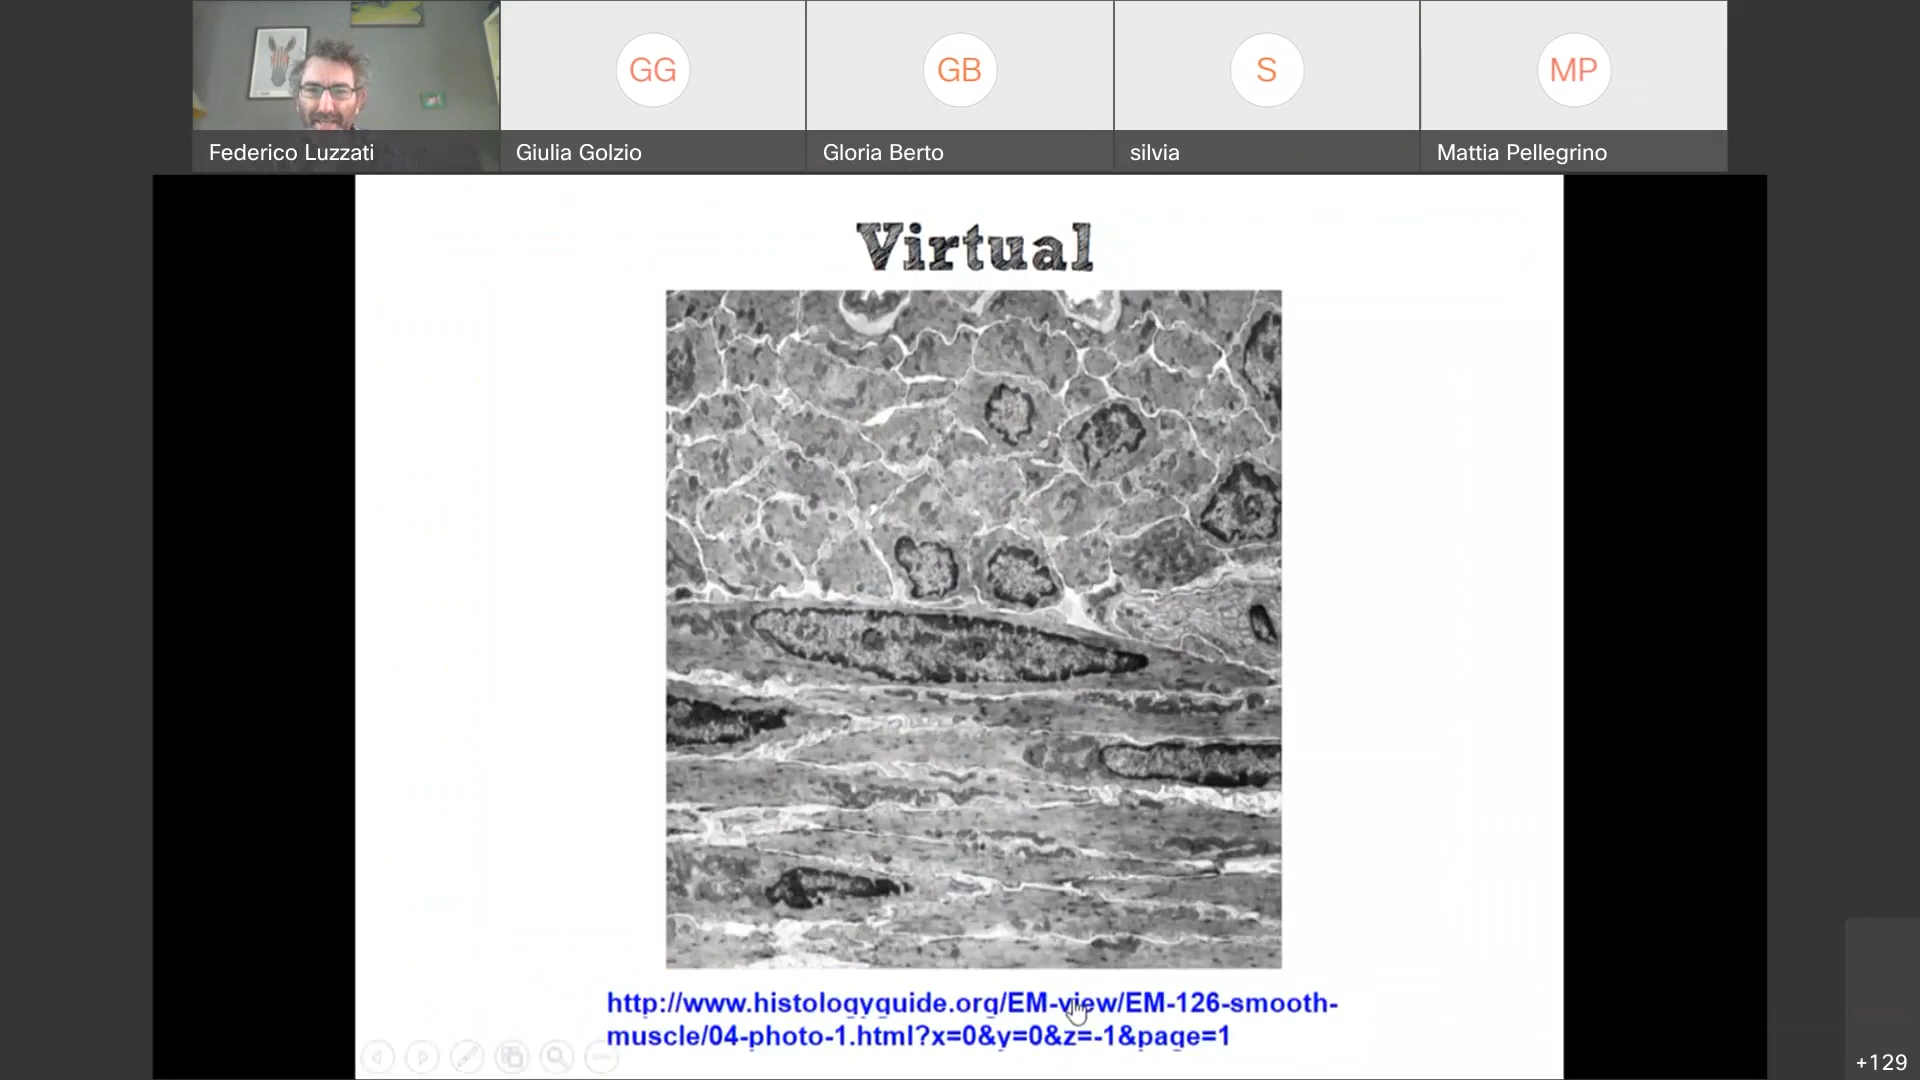 GG
GB
S
MP
Federico Luzzati
Giulia Golzio
Gloria Berto
silvia
Mattia Pellegrino
Virtual
http://www.histologyguide.org/EM-view/EM-126-smooth-
muscle/04-photo-1.html?x=0&y=0&z=-1&page=1
+129